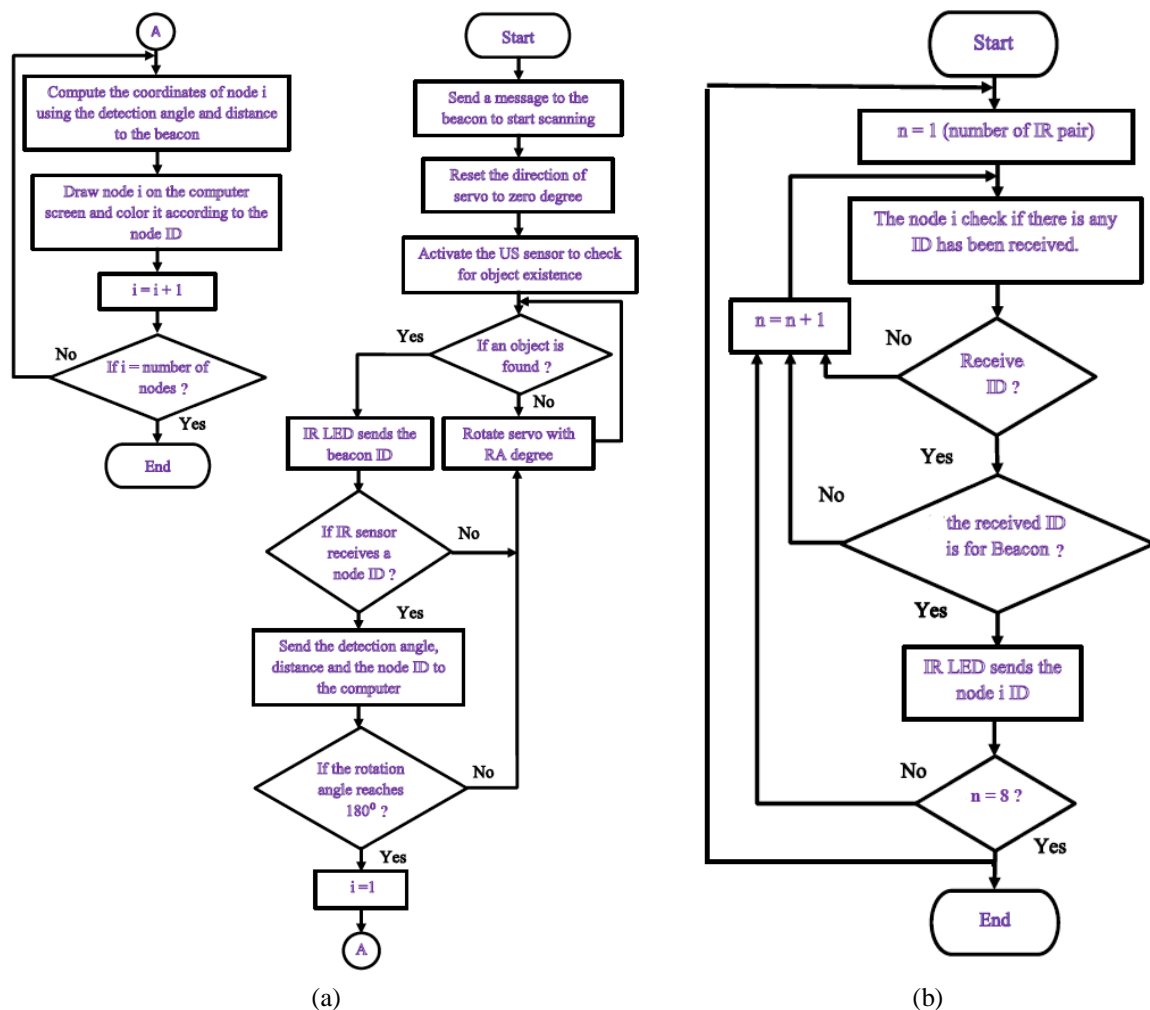 A
Compute the coordinates of node i
using the detection angle and distance
to the beacon
Draw node i on the computer
screen and color it according to the
node ID
i = i + 1
No
If i = number of
nodes ?
Yes
End
Start
Send a message to the
beacon to start scanning
Reset the direction of
servo to zero degree
Activate the US sensor to check
for object existence
Yes
If an object is
found ?
No
IR LED sends the
beacon ID
Rotate servo with
RA degree
If IR sensor
receives a
node ID ?
No
Yes
Send the detection angle,
distance and the node ID to
the computer
If the rotation
angle reaches
180⁰ ?
No
Yes
i =1
A
(a)
Start
n = 1 (number of IR pair)
The node i check if there is any
ID has been received.
n = n + 1
No
Receive
ID ?
Yes
No
the received ID
is for Beacon ?
Yes
IR LED sends the
node i ID
No
n = 8 ?
Yes
End
(b)